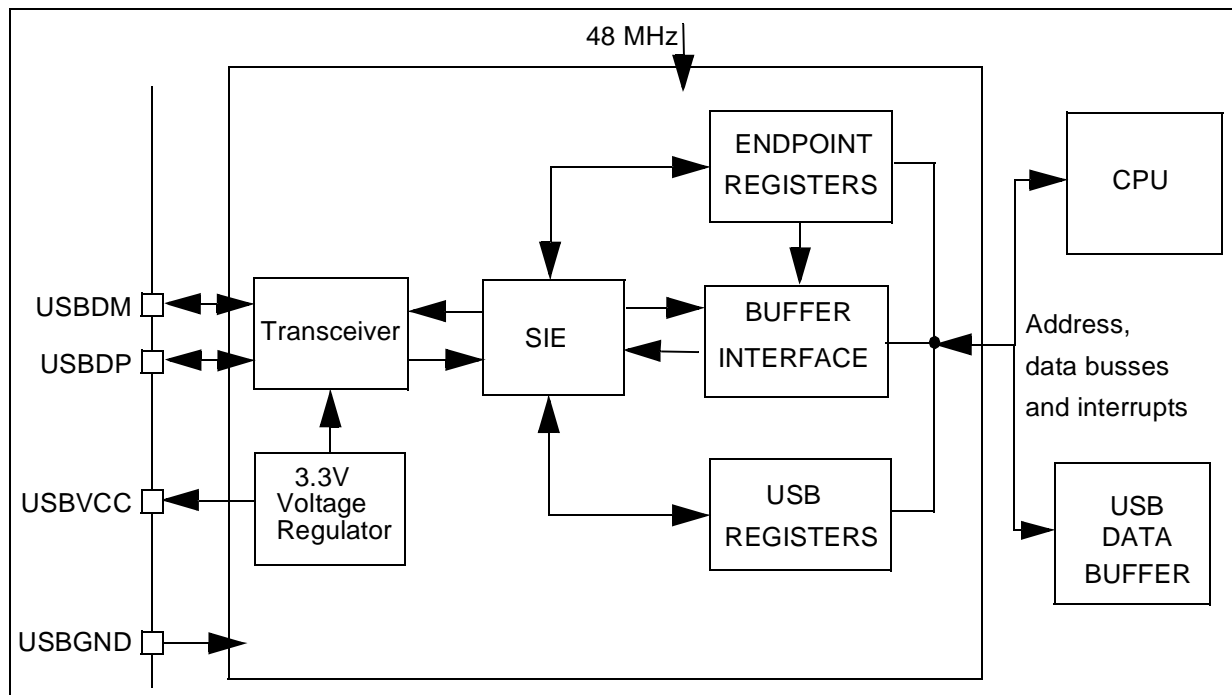 48 MHz
ENDPOINT
REGISTERS
CPU
USBDM
USBDP
Transceiver
SIE
BUFFER
INTERFACE
Address,
data busses
and interrupts
USBVCC
3.3V
Voltage
Regulator
USB
REGISTERS
USB
DATA
BUFFER
USBGND